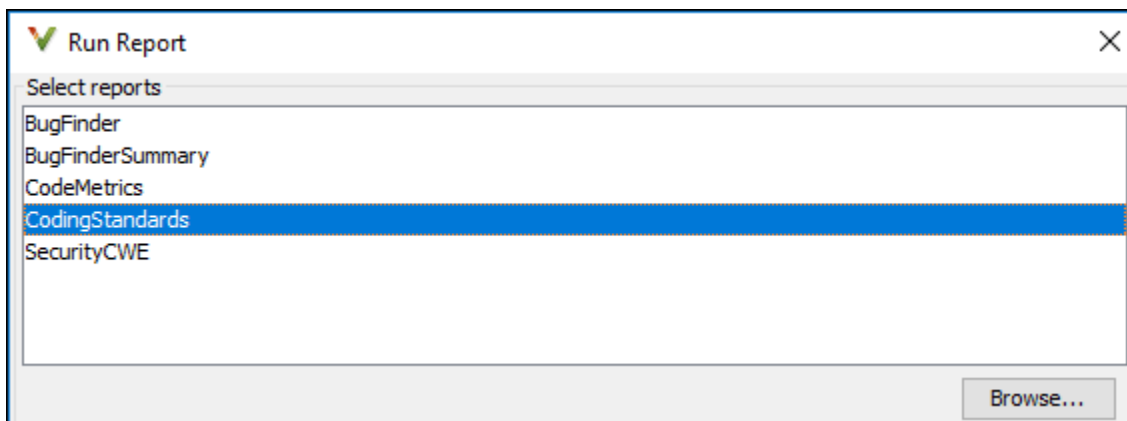 Run Report
Select reports
BugFinder
BugFinderSummary
CodeMetrics
CodingStandards
SecurityCWE
Browse...